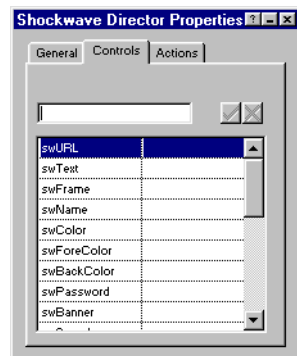 Shockwave Director Properties
General Controls Actions
swURL
swText
swFrame
swName
swColor
swForeColor
swBackColor
swPassword
swBanner